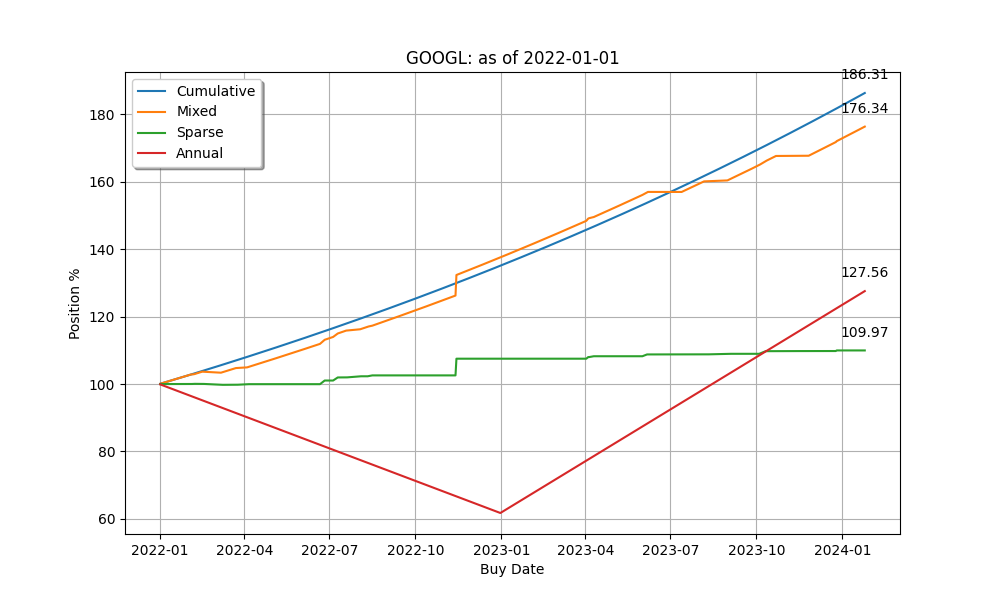 GOOGL: as of 2022-01-01
186.31
Cumulative
Mixed
Sparse
Annual
176.34
127.56
109.97
Position %
180
160
140
120
100
80
60
2022-01
2022-04
2022-07
2022-10
2023-01
2023-04
2023-07
2023-10
2024-01
Buy Date